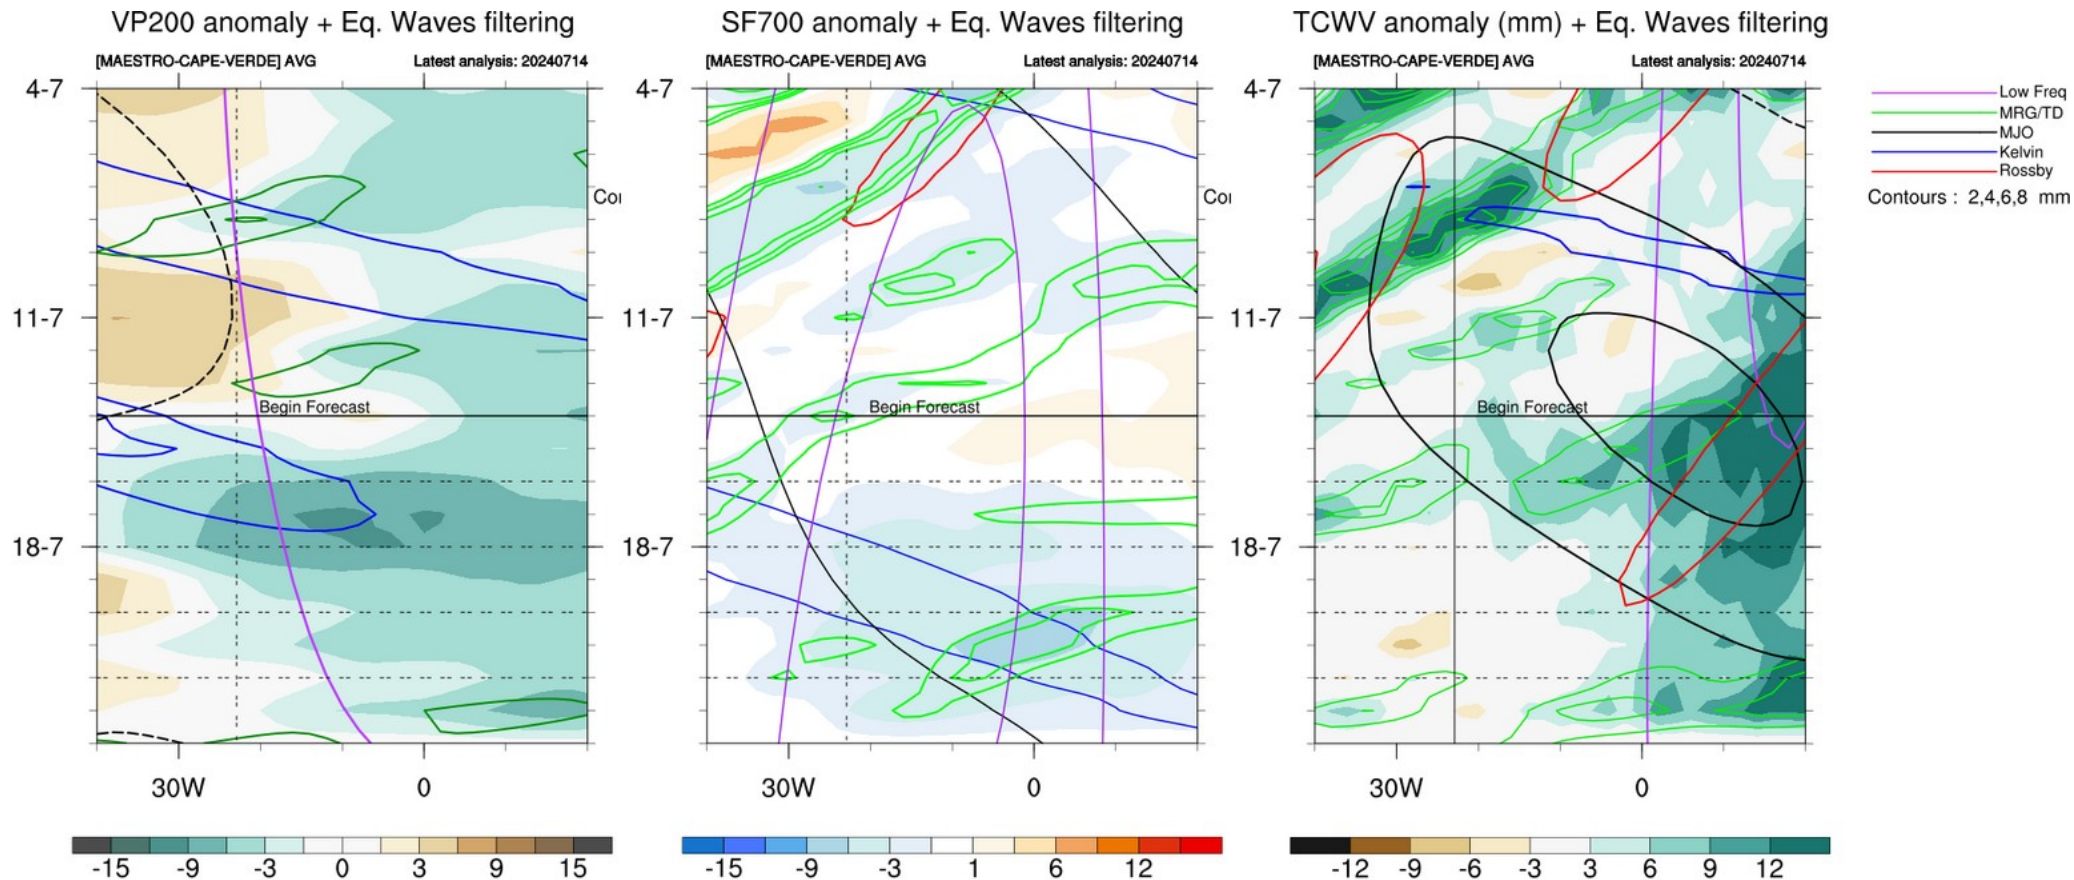 VP200 anomaly + Eq. Waves filtering
[MAESTRO-CAPE-VERDE] AVG Latest analysis: 20240714
4-7
11-7
18-7
Begin Forecast
30W 0
-15 -9 -3 0 3 9 15
Coı
SF700 anomaly + Eq. Waves filtering
[MAESTRO-CAPE-VERDE] AVG Latest analysis: 20240714
4-7
11-7
18-7
Begin Forecast
30W 0
-15 -9 -3 1 6 12
Coı
TCWV anomaly (mm) + Eq. Waves filtering
[MAESTRO-CAPE-VERDE] AVG Latest analysis: 20240714
4-7
11-7
18-7
Begin Forecast
30W 0
-12 -9 -6 -3 3 6 9 12
Low Freq
MRG/TD
MJO
Kelvin
Rossby
Contours : 2,4,6,8 mm